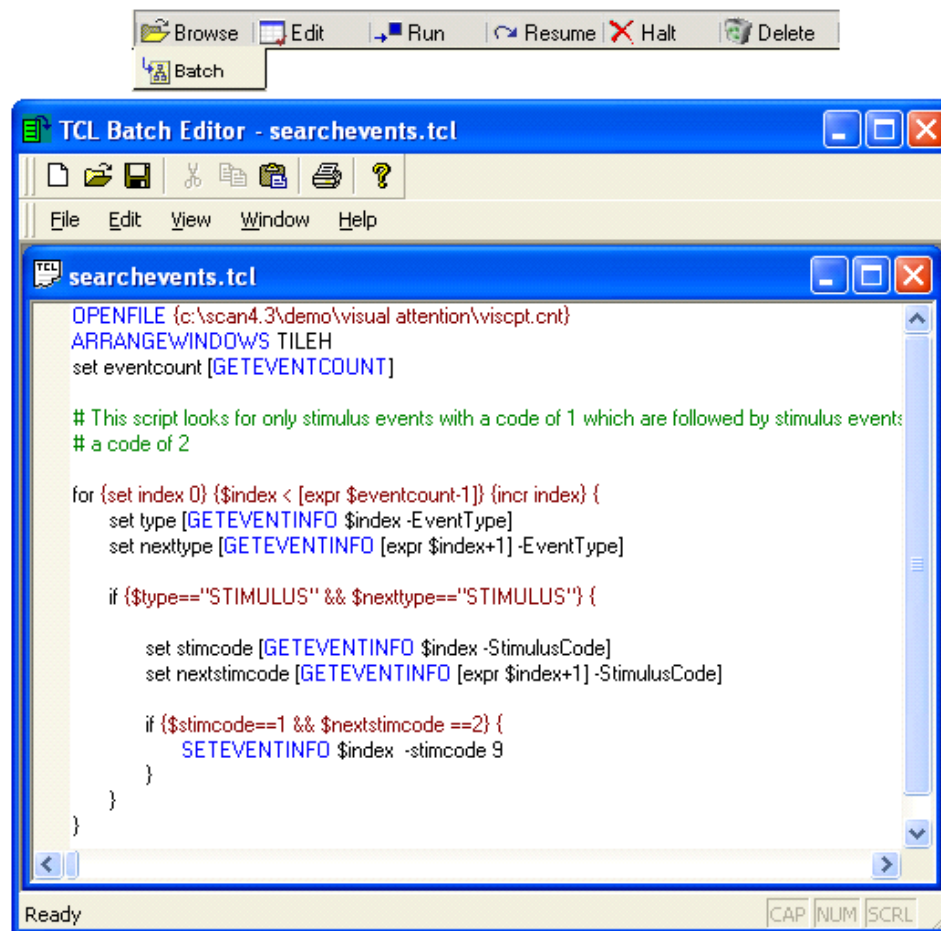 Browse Edit Run Resume Halt Delete
Batch
TCL Batch Editor - searchevents.tcl
File Edit View Window Help
TCL searchevents.tcl
OPENFILE {c:\scan4.3\demo\visual attention\viscpt.cnt}
ARRANGEWINDOWS TILEH
set eventcount [GETEVENTCOUNT]
# This script looks for only stimulus events with a code of 1 which are followed by stimulus events
# a code of 2
for {set index 0} {$index < [expr $eventcount-1]} {incr index} {
set type [GETEVENTINFO $index -EventType]
set nexttype [GETEVENTINFO [expr $index+1] -EventType]
if {$type=="STIMULUS" && $nexttype=="STIMULUS"} {
set stimcode [GETEVENTINFO $index -StimulusCode]
set nextstimcode [GETEVENTINFO [expr $index+1] -StimulusCode]
if {$stimcode==1 && $nextstimcode ==2} {
SETEVENTINFO $index -stimcode 9
}
}
}
Ready CAP NUM SCRL